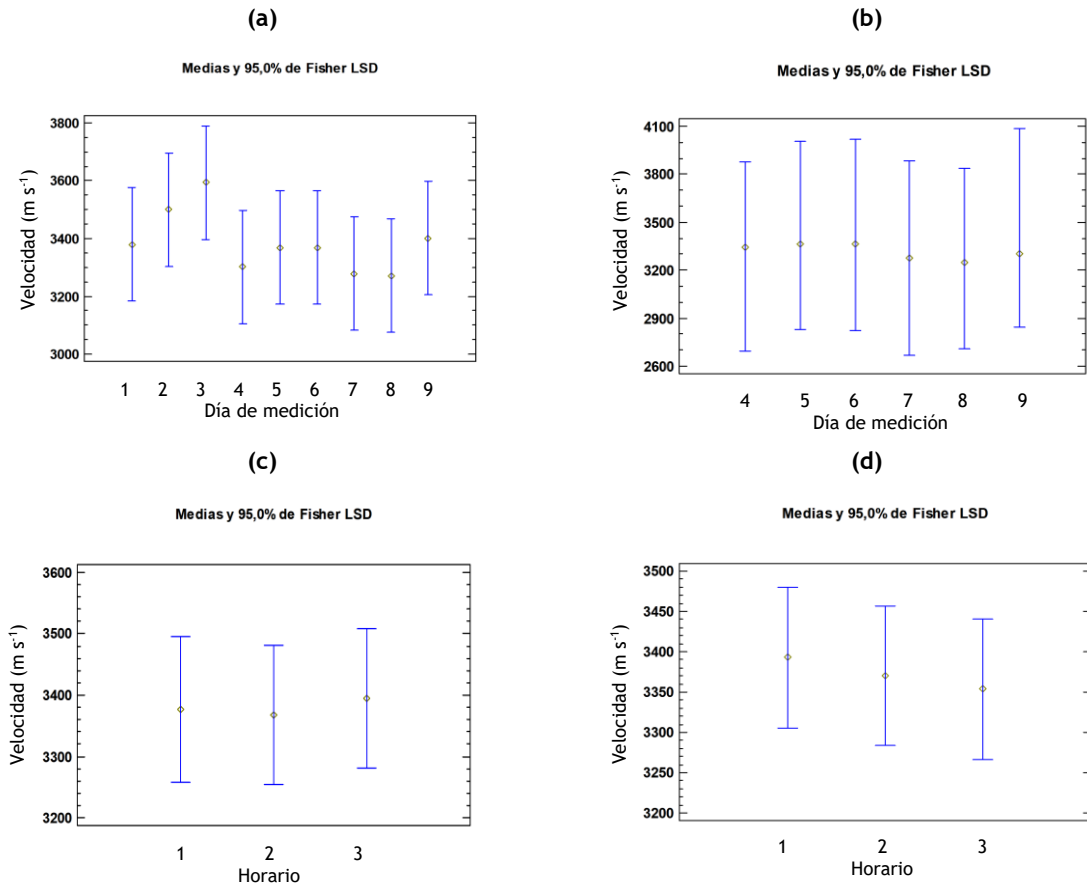 (a)
Medias y 95,0% de Fisher LSD
3800
3600
3400
3200
3000
Velocidad (m s⁻¹)
1 2 3 4 5 6 7 8 9
Día de medición
(b)
Medias y 95,0% de Fisher LSD
4100
3800
3500
3200
2900
2600
Velocidad (m s⁻¹)
4 5 6 7 8 9
Día de medición
(c)
Medias y 95,0% de Fisher LSD
3600
3500
3400
3300
3200
Velocidad (m s⁻¹)
1 2 3
Horario
(d)
Medias y 95,0% de Fisher LSD
3500
3450
3400
3350
3300
3250
3200
Velocidad (m s⁻¹)
1 2 3
Horario